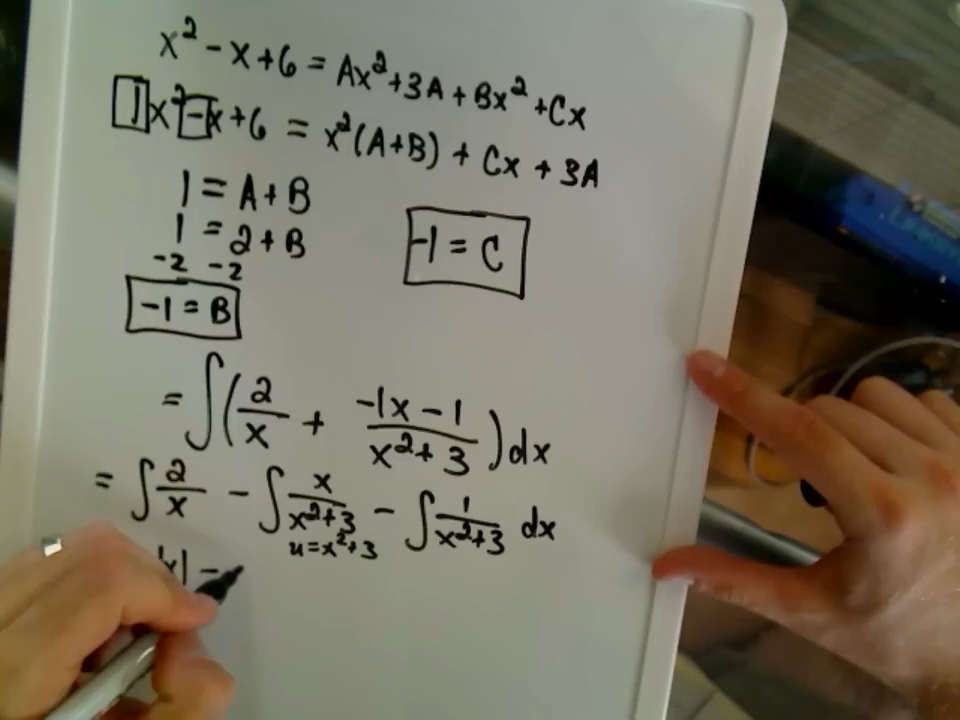 x² - x + 6 = Ax² + 3A + Bx² + Cx
1x² - x + 6 = x²(A+B) + Cx + 3A
1 = A + B
1 = 2 + B
-2 -2
-1 = B
-1 = C
= ∫(2/x + (-1x - 1)/(x² + 3))dx
= ∫ 2/x - ∫ x/(x²+3) - ∫ 1/(x²+3) dx
u = x² + 3
x| -